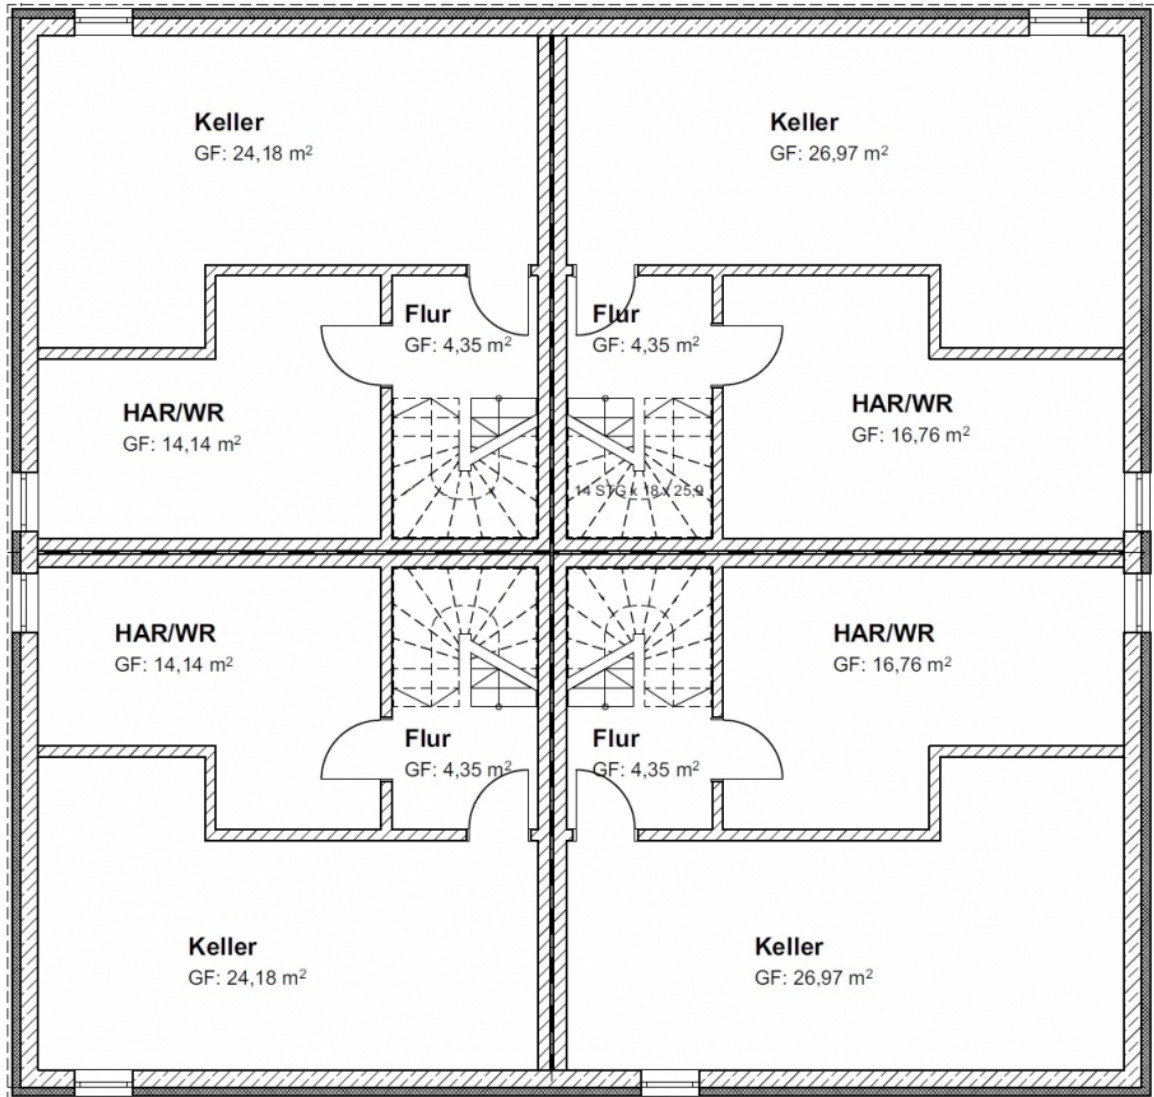 Keller
GF: 24,18 m²
Keller
GF: 26,97 m²
Flur
GF: 4,35 m²
Flur
GF: 4,35 m²
HAR/WR
GF: 14,14 m²
HAR/WR
GF: 16,76 m²
14 STG x 18 x 25,9
HAR/WR
GF: 14,14 m²
HAR/WR
GF: 16,76 m²
Flur
GF: 4,35 m²
Flur
GF: 4,35 m²
Keller
GF: 24,18 m²
Keller
GF: 26,97 m²